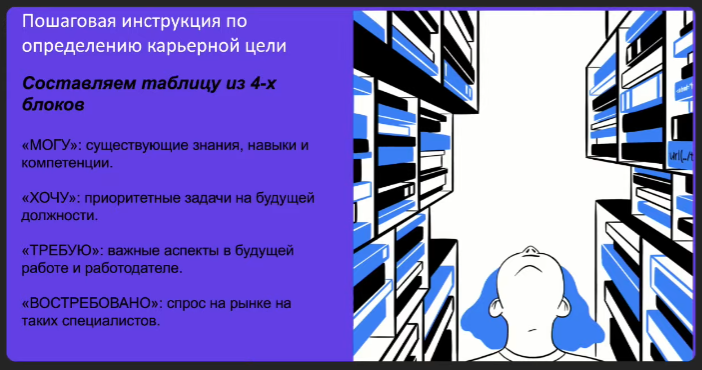 Пошаговая инструкция по
определению карьерной цели
Составляем таблицу из 4-х
блоков
«МОГУ»: существующие знания, навыки и
компетенции.
«ХОЧУ»: приоритетные задачи на будущей
должности.
«ТРЕБУЮ»: важные аспекты в будущей
работе и работодателе.
«ВОСТРЕБОВАНО»: спрос на рынке на
таких специалистов.